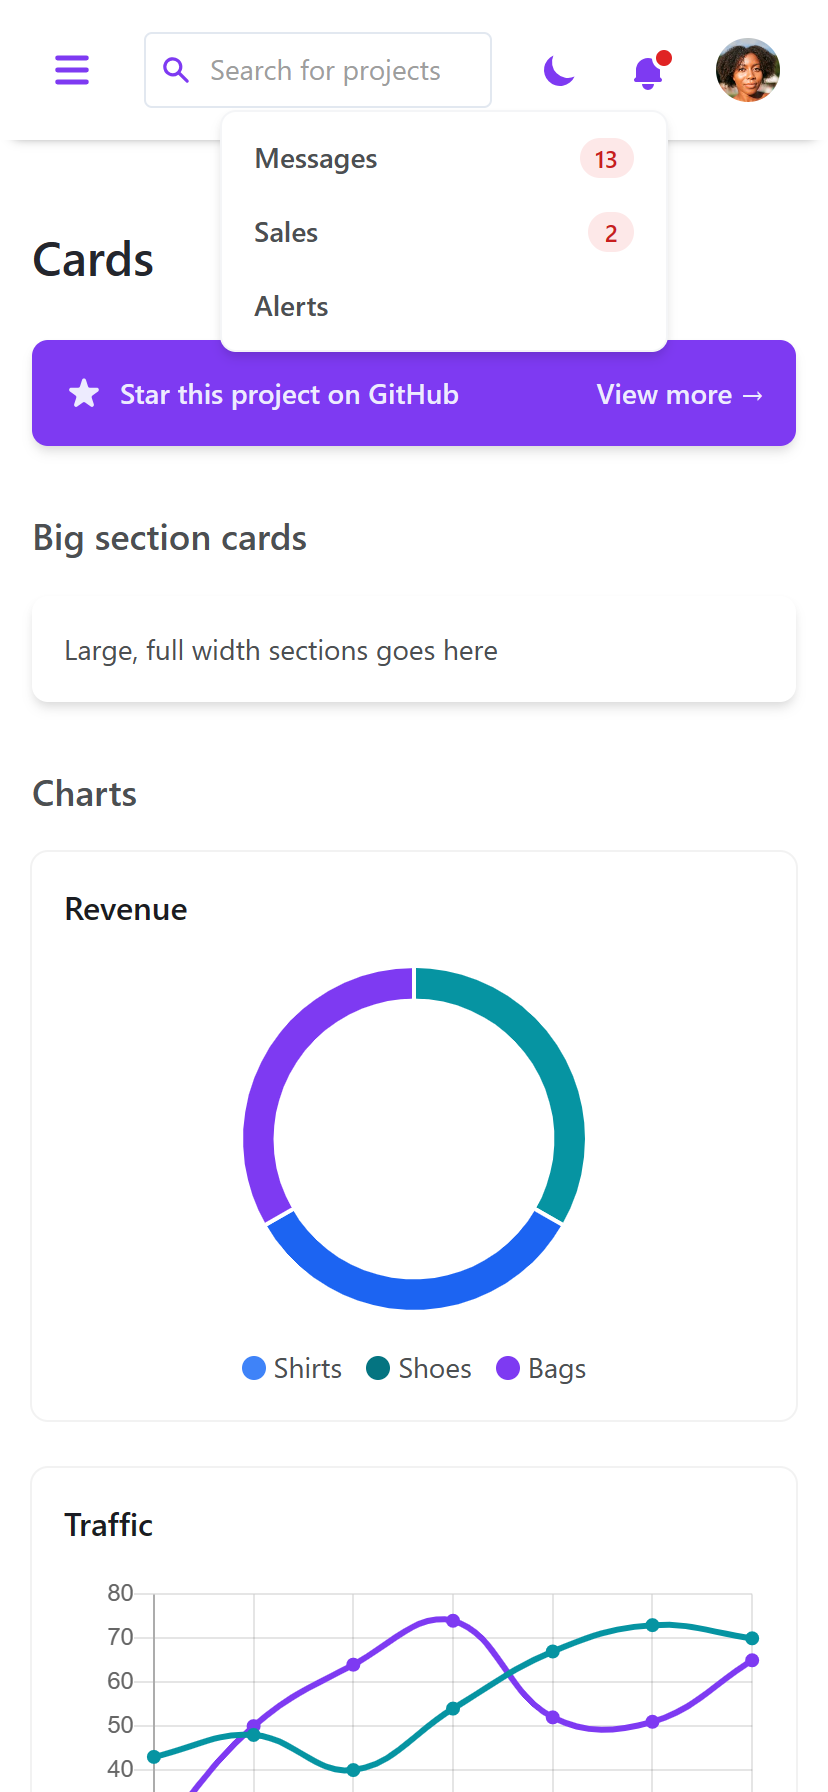 Search for projects
Messages 13
Sales 2
Alerts
Cards
Star this project on GitHub View more →
Big section cards
Large, full width sections goes here
Charts
Revenue
Shirts Shoes Bags
Traffic
80
70
60
50
40